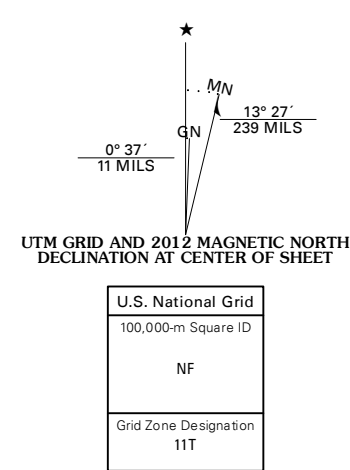 ★
MN
GN
13° 27´
239 MILS
0° 37´
11 MILS
UTM GRID AND 2012 MAGNETIC NORTH
DECLINATION AT CENTER OF SHEET
U.S. National Grid
100,000-m Square ID
NF
Grid Zone Designation
11T